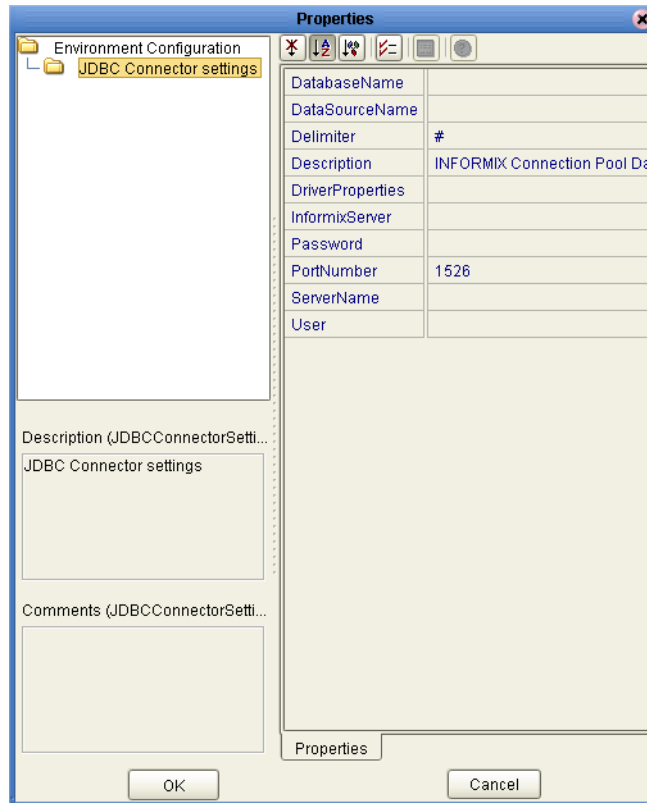 Properties
Environment Configuration
JDBC Connector settings
DatabaseName
DataSourceName
Delimiter #
Description INFORMIX Connection Pool Da
DriverProperties
InformixServer
Password
PortNumber 1526
ServerName
User
Description (JDBCConnectorSetti...
JDBC Connector settings
Comments (JDBCConnectorSetti...
Properties
OK
Cancel